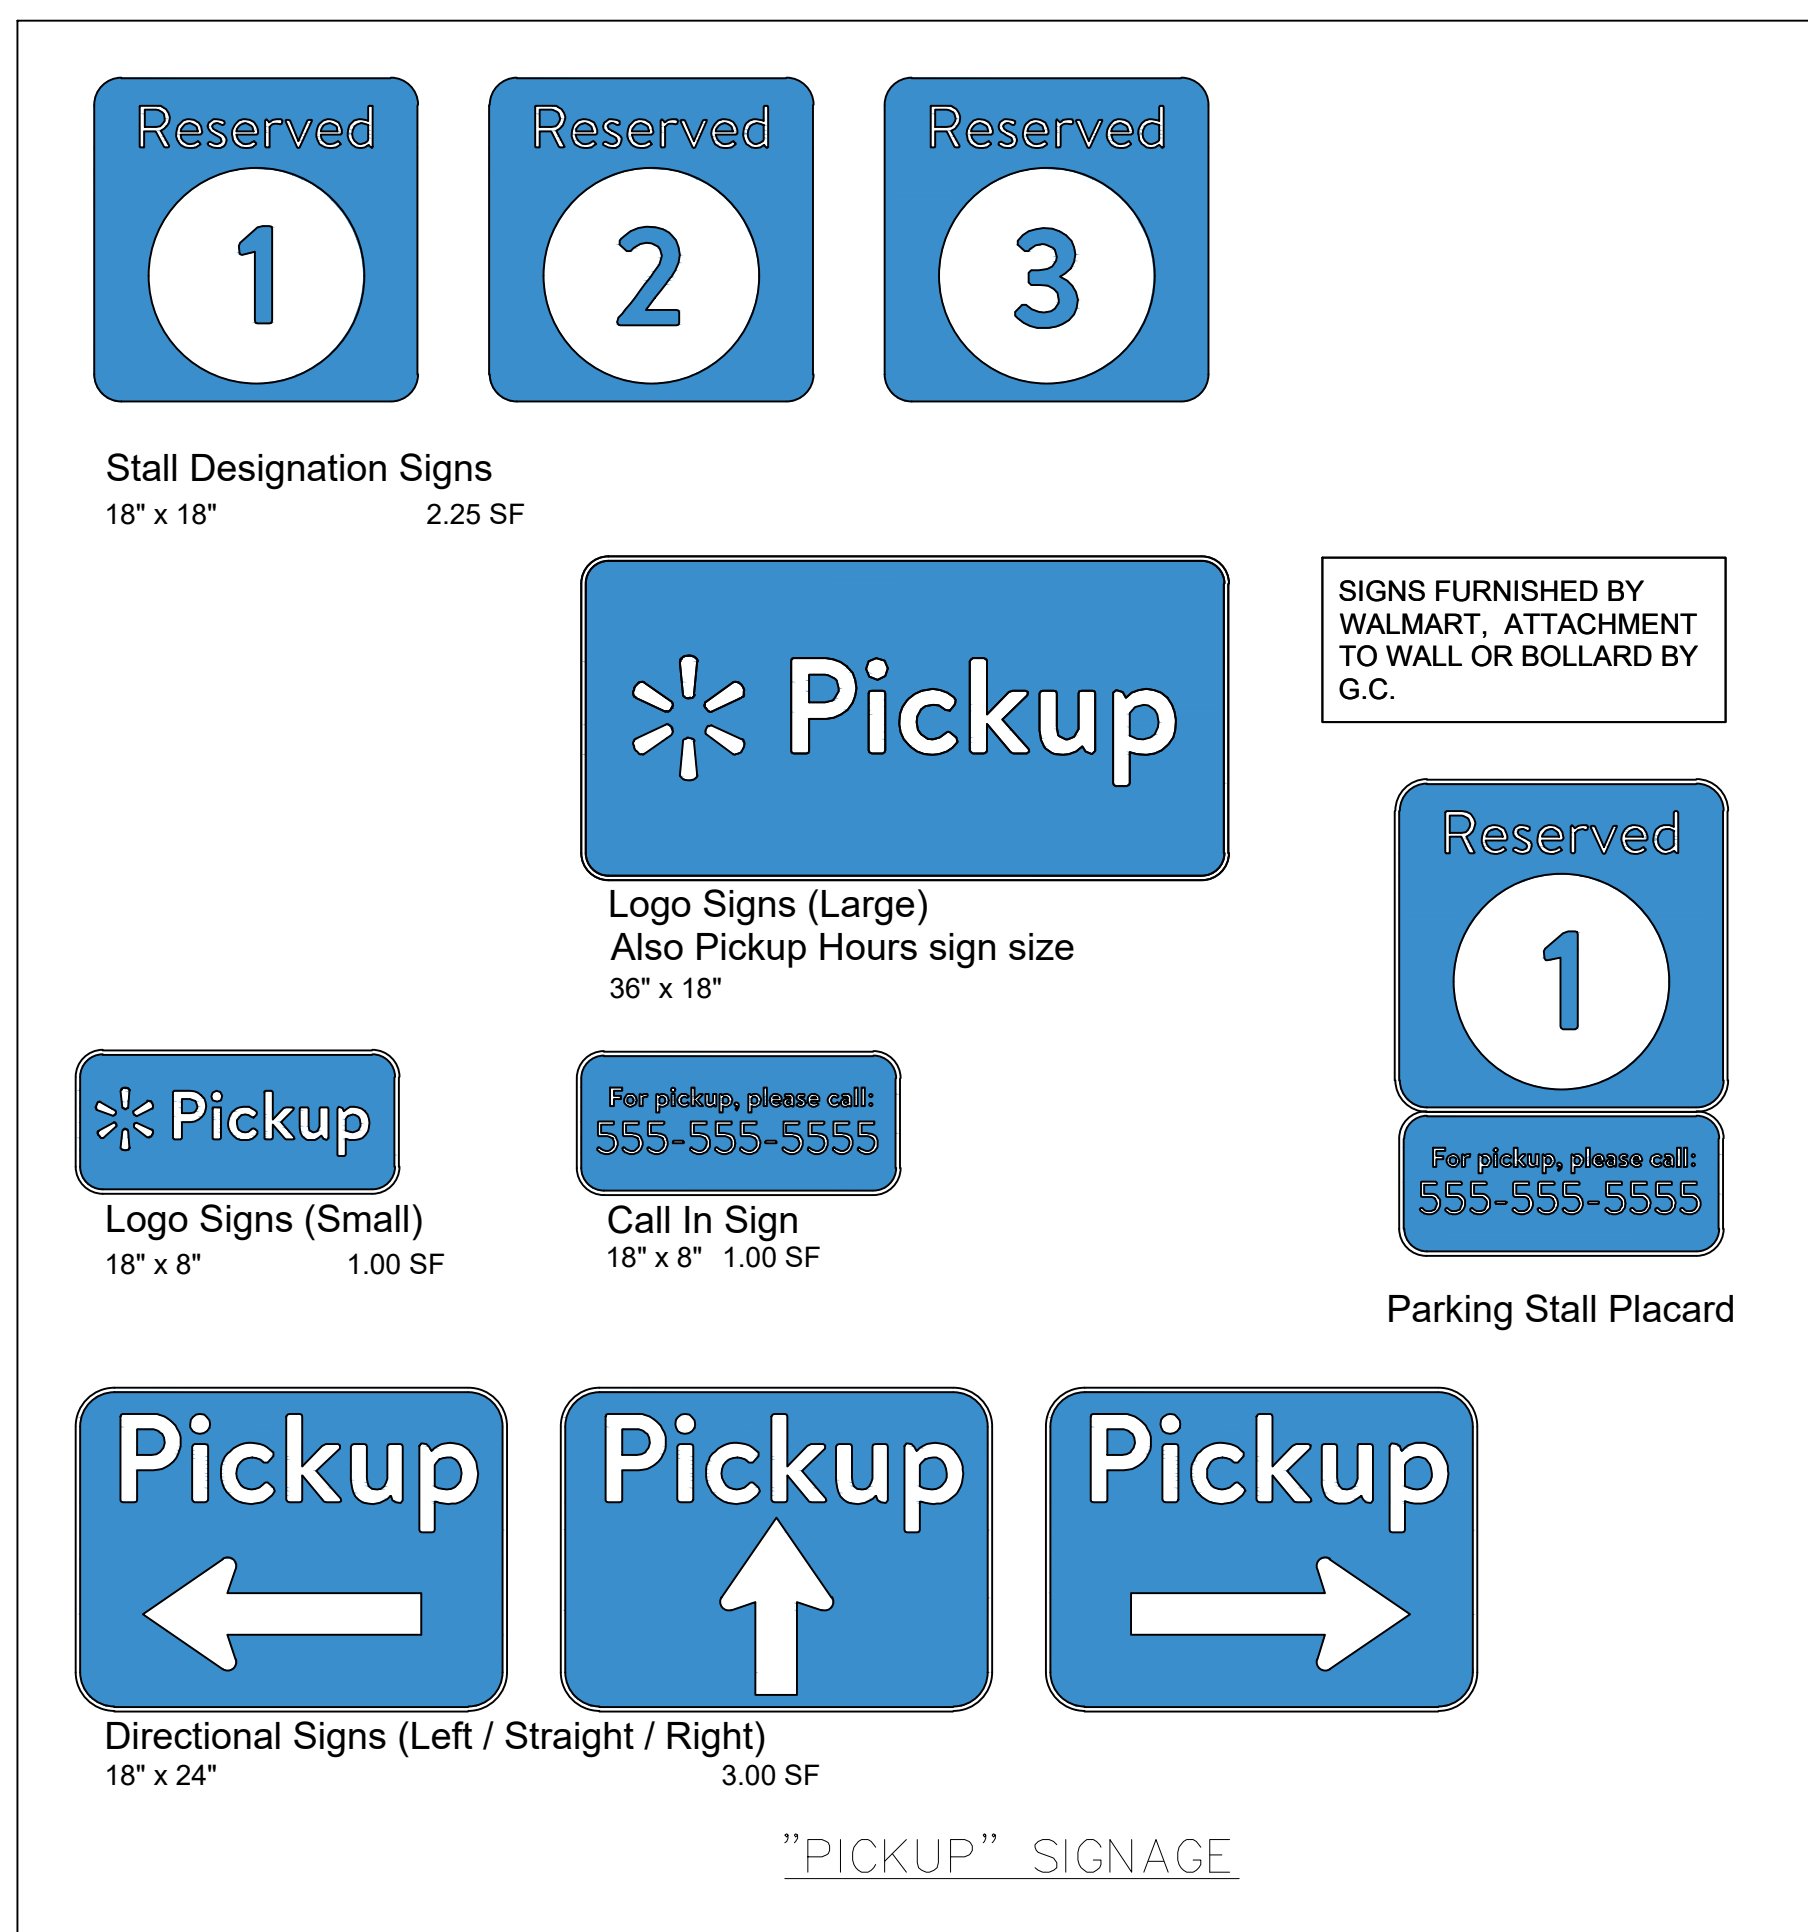 Reserved Reserved Reserved
1 2 3
Stall Designation Signs
18" x 18" 2.25 SF
Pickup
Logo Signs (Large)
Also Pickup Hours sign size
36" x 18"
SIGNS FURNISHED BY
WALMART, ATTACHMENT
TO WALL OR BOLLARD BY
G.C.
Reserved
1
For pickup, please call:
555-555-5555
Parking Stall Placard
Pickup
Logo Signs (Small)
18" x 8" 1.00 SF
For pickup, please call:
555-555-5555
Call In Sign
18" x 8" 1.00 SF
Pickup Pickup Pickup
Directional Signs (Left / Straight / Right)
18" x 24" 3.00 SF
"PICKUP" SIGNAGE